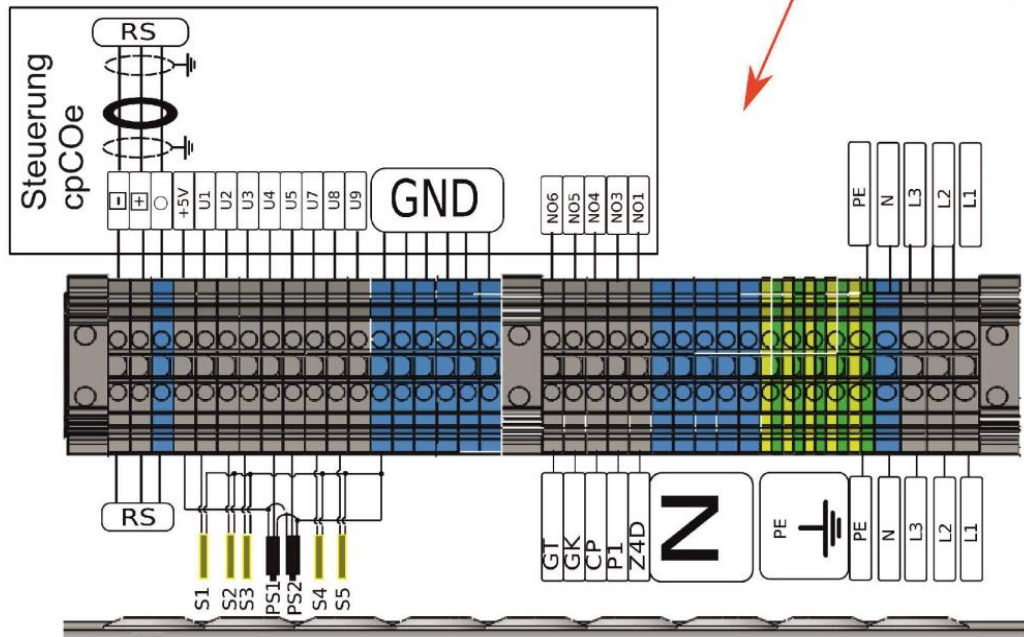 Steuerung
cpCOe
RS
-
+
○
+5V
U1
U2
U3
U4
U5
U7
U8
U9
GND
NO6
NO5
NO4
NO3
NO1
PE
N
L3
L2
L1
RS
S1
S2
S3
PS1
PS2
S4
S5
GT
GK
CP
P1
Z4D
N
PE
PE
N
L3
L2
L1